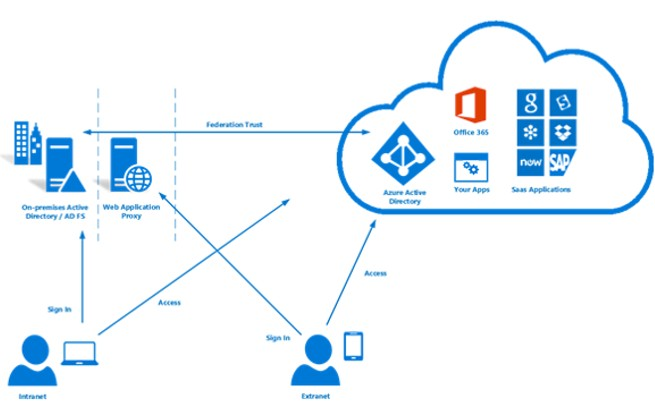 Federation Trust
Office 365
g
now
SAP
On-premises Active
Directory / AD FS
Web Application
Proxy
Azure Active
Directory
Your Apps
Saas Applications
Access
Sign In
Access
Sign In
Intranet
Extranet